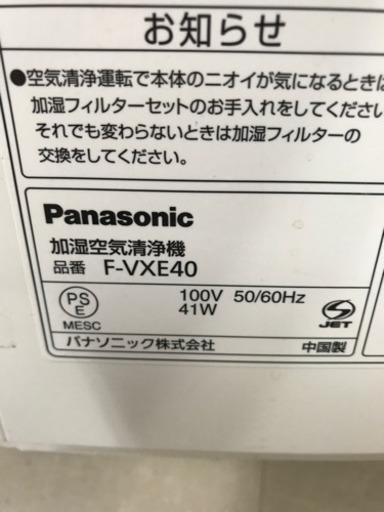 お知らせ
●空気清浄運転で本体のニオイが気になるときは
加湿フィルターセットのお手入れをしてください
それでも変わらないときは加湿フィルターの
交換をしてください。
Panasonic
加湿空気清浄機
品番 F-VXE40
PS
E
MESC
100V 50/60Hz
41W
S
JET
パナソニック株式会社
中国製